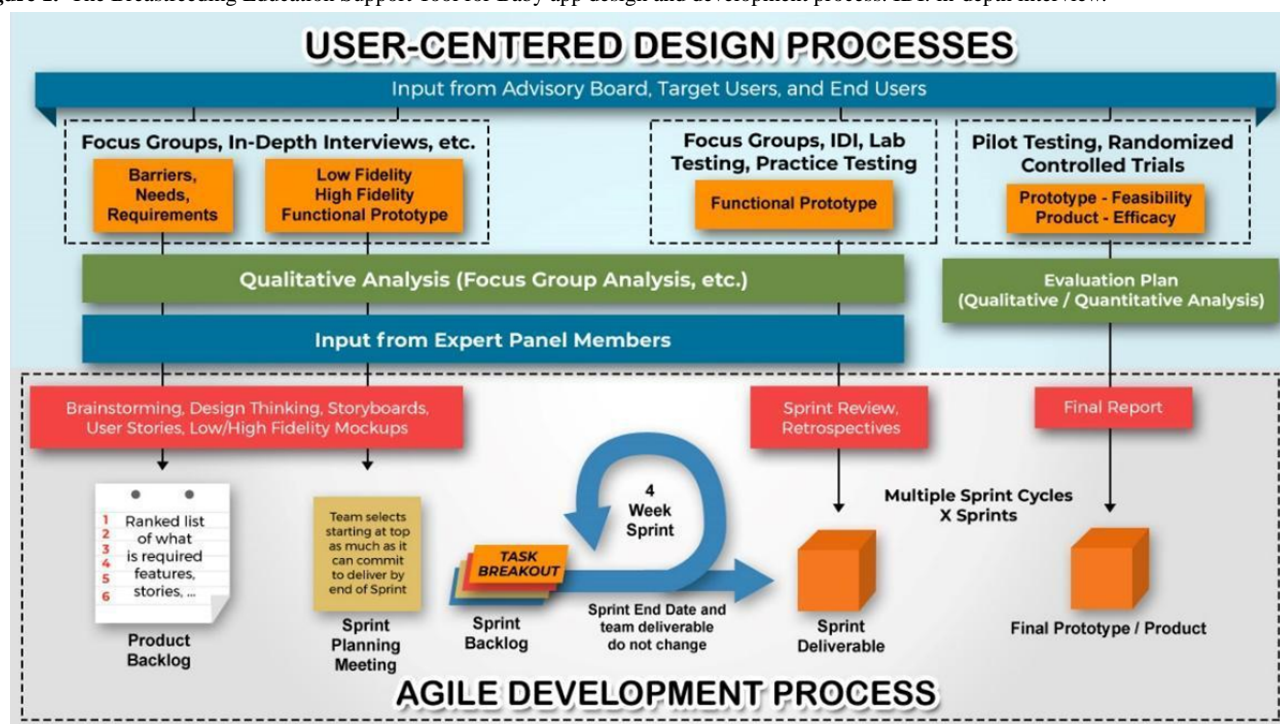 The Breastfeeding Education Support Tool for Baby app design and development process. IDI: in-depth interview.
USER-CENTERED DESIGN PROCESSES
Input from Advisory Board, Target Users, and End Users
Focus Groups, In-Depth Interviews, etc.
Barriers,
Needs,
Requirements
Low Fidelity
High Fidelity
Functional Prototype
Focus Groups, IDI, Lab
Testing, Practice Testing
Functional Prototype
Pilot Testing, Randomized
Controlled Trials
Prototype - Feasibility
Product - Efficacy
Qualitative Analysis (Focus Group Analysis, etc.)
Evaluation Plan
(Qualitative / Quantitative Analysis)
Input from Expert Panel Members
Brainstorming, Design Thinking, Storyboards,
User Stories, Low/High Fidelity Mockups
Sprint Review,
Retrospectives
Final Report
1
2
3
4
5
6
Ranked list
of what
is required
features,
stories, ...
Product
Backlog
Team selects
starting at top
as much as it
can commit
to deliver by
end of Sprint
Sprint
Planning
Meeting
TASK
BREAKOUT
Sprint
Backlog
4
Week
Sprint
Sprint End Date and
team deliverable
do not change
Sprint
Deliverable
Multiple Sprint Cycles
X Sprints
Final Prototype / Product
AGILE DEVELOPMENT PROCESS